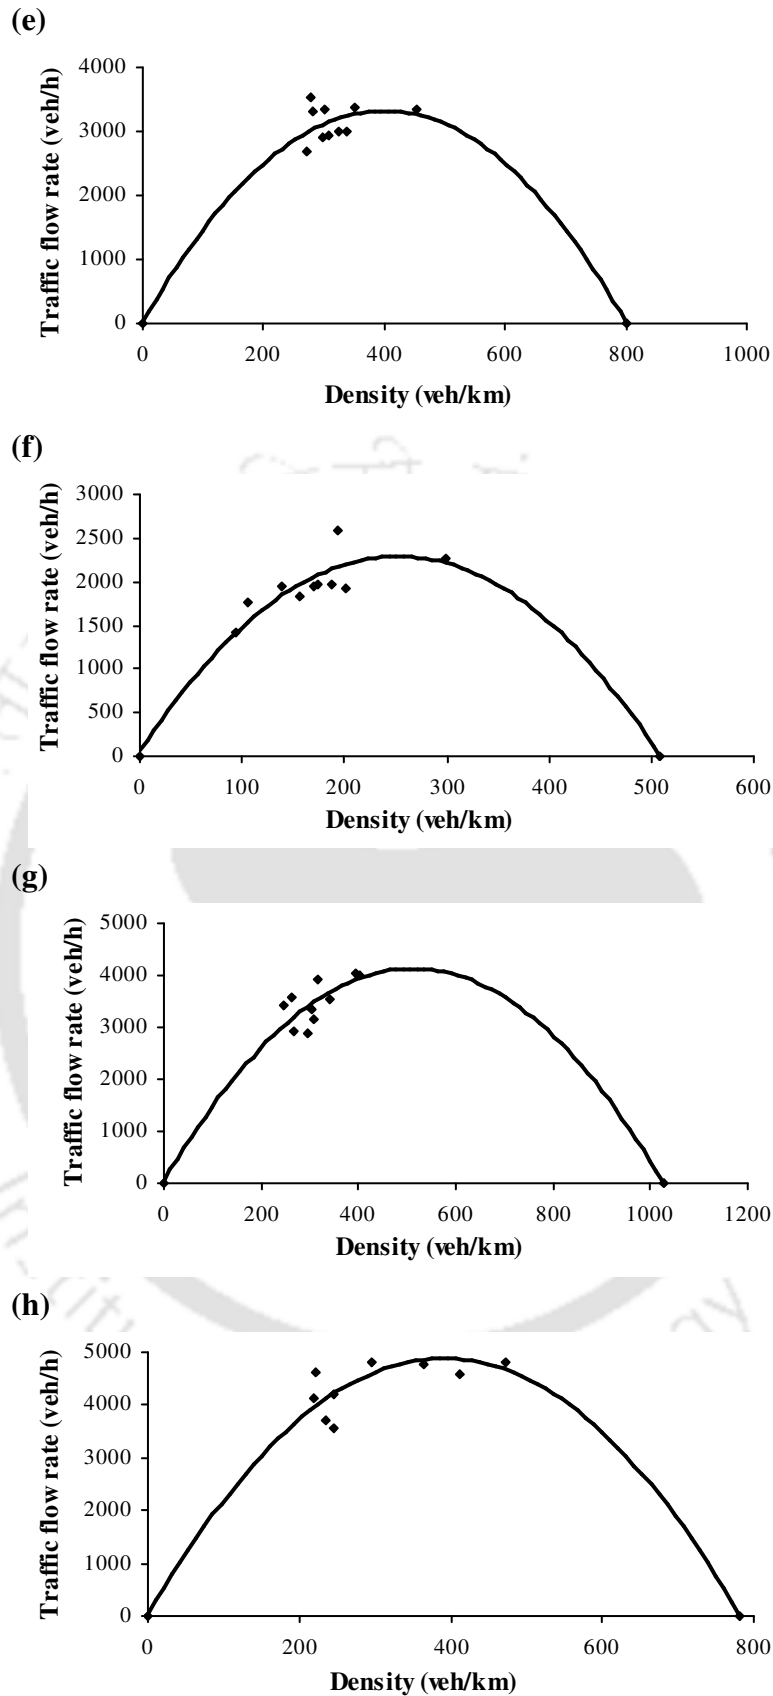 (e)
4000
3000
2000
1000
0
Traffic flow rate (veh/h)
0 200 400 600 800 1000
Density (veh/km)
(f)
3000
2500
2000
1500
1000
500
0
Traffic flow rate (veh/h)
0 100 200 300 400 500 600
Density (veh/km)
(g)
5000
4000
3000
2000
1000
0
Traffic flow rate (veh/h)
0 200 400 600 800 1000 1200
Density (veh/km)
(h)
5000
4000
3000
2000
1000
0
Traffic flow rate (veh/h)
0 200 400 600 800
Density (veh/km)